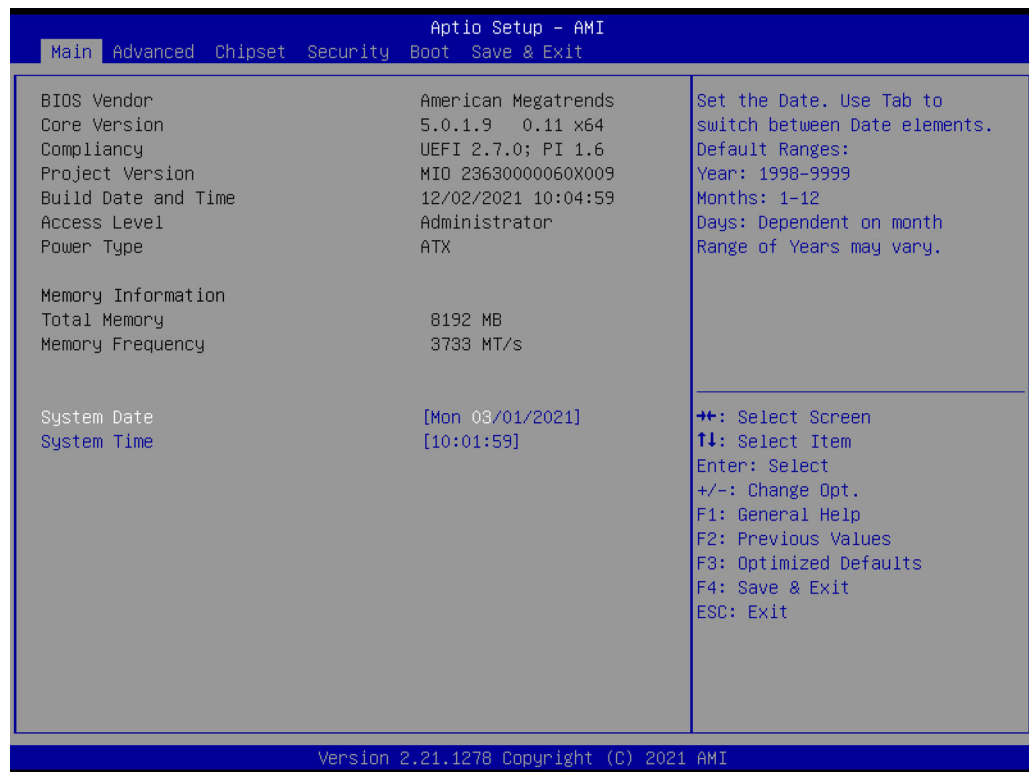 Aptio Setup – AMI
Main Advanced Chipset Security Boot Save & Exit
BIOS Vendor American Megatrends
Core Version 5.0.1.9 0.11 x64
Compliancy UEFI 2.7.0; PI 1.6
Project Version MIO 23630000060X009
Build Date and Time 12/02/2021 10:04:59
Access Level Administrator
Power Type ATX
Memory Information
Total Memory 8192 MB
Memory Frequency 3733 MT/s
System Date [Mon 03/01/2021]
System Time [10:01:59]
Set the Date. Use Tab to
switch between Date elements.
Default Ranges:
Year: 1998-9999
Months: 1-12
Days: Dependent on month
Range of Years may vary.
→←: Select Screen
↑↓: Select Item
Enter: Select
+/-: Change Opt.
F1: General Help
F2: Previous Values
F3: Optimized Defaults
F4: Save & Exit
ESC: Exit
Version 2.21.1278 Copyright (C) 2021 AMI